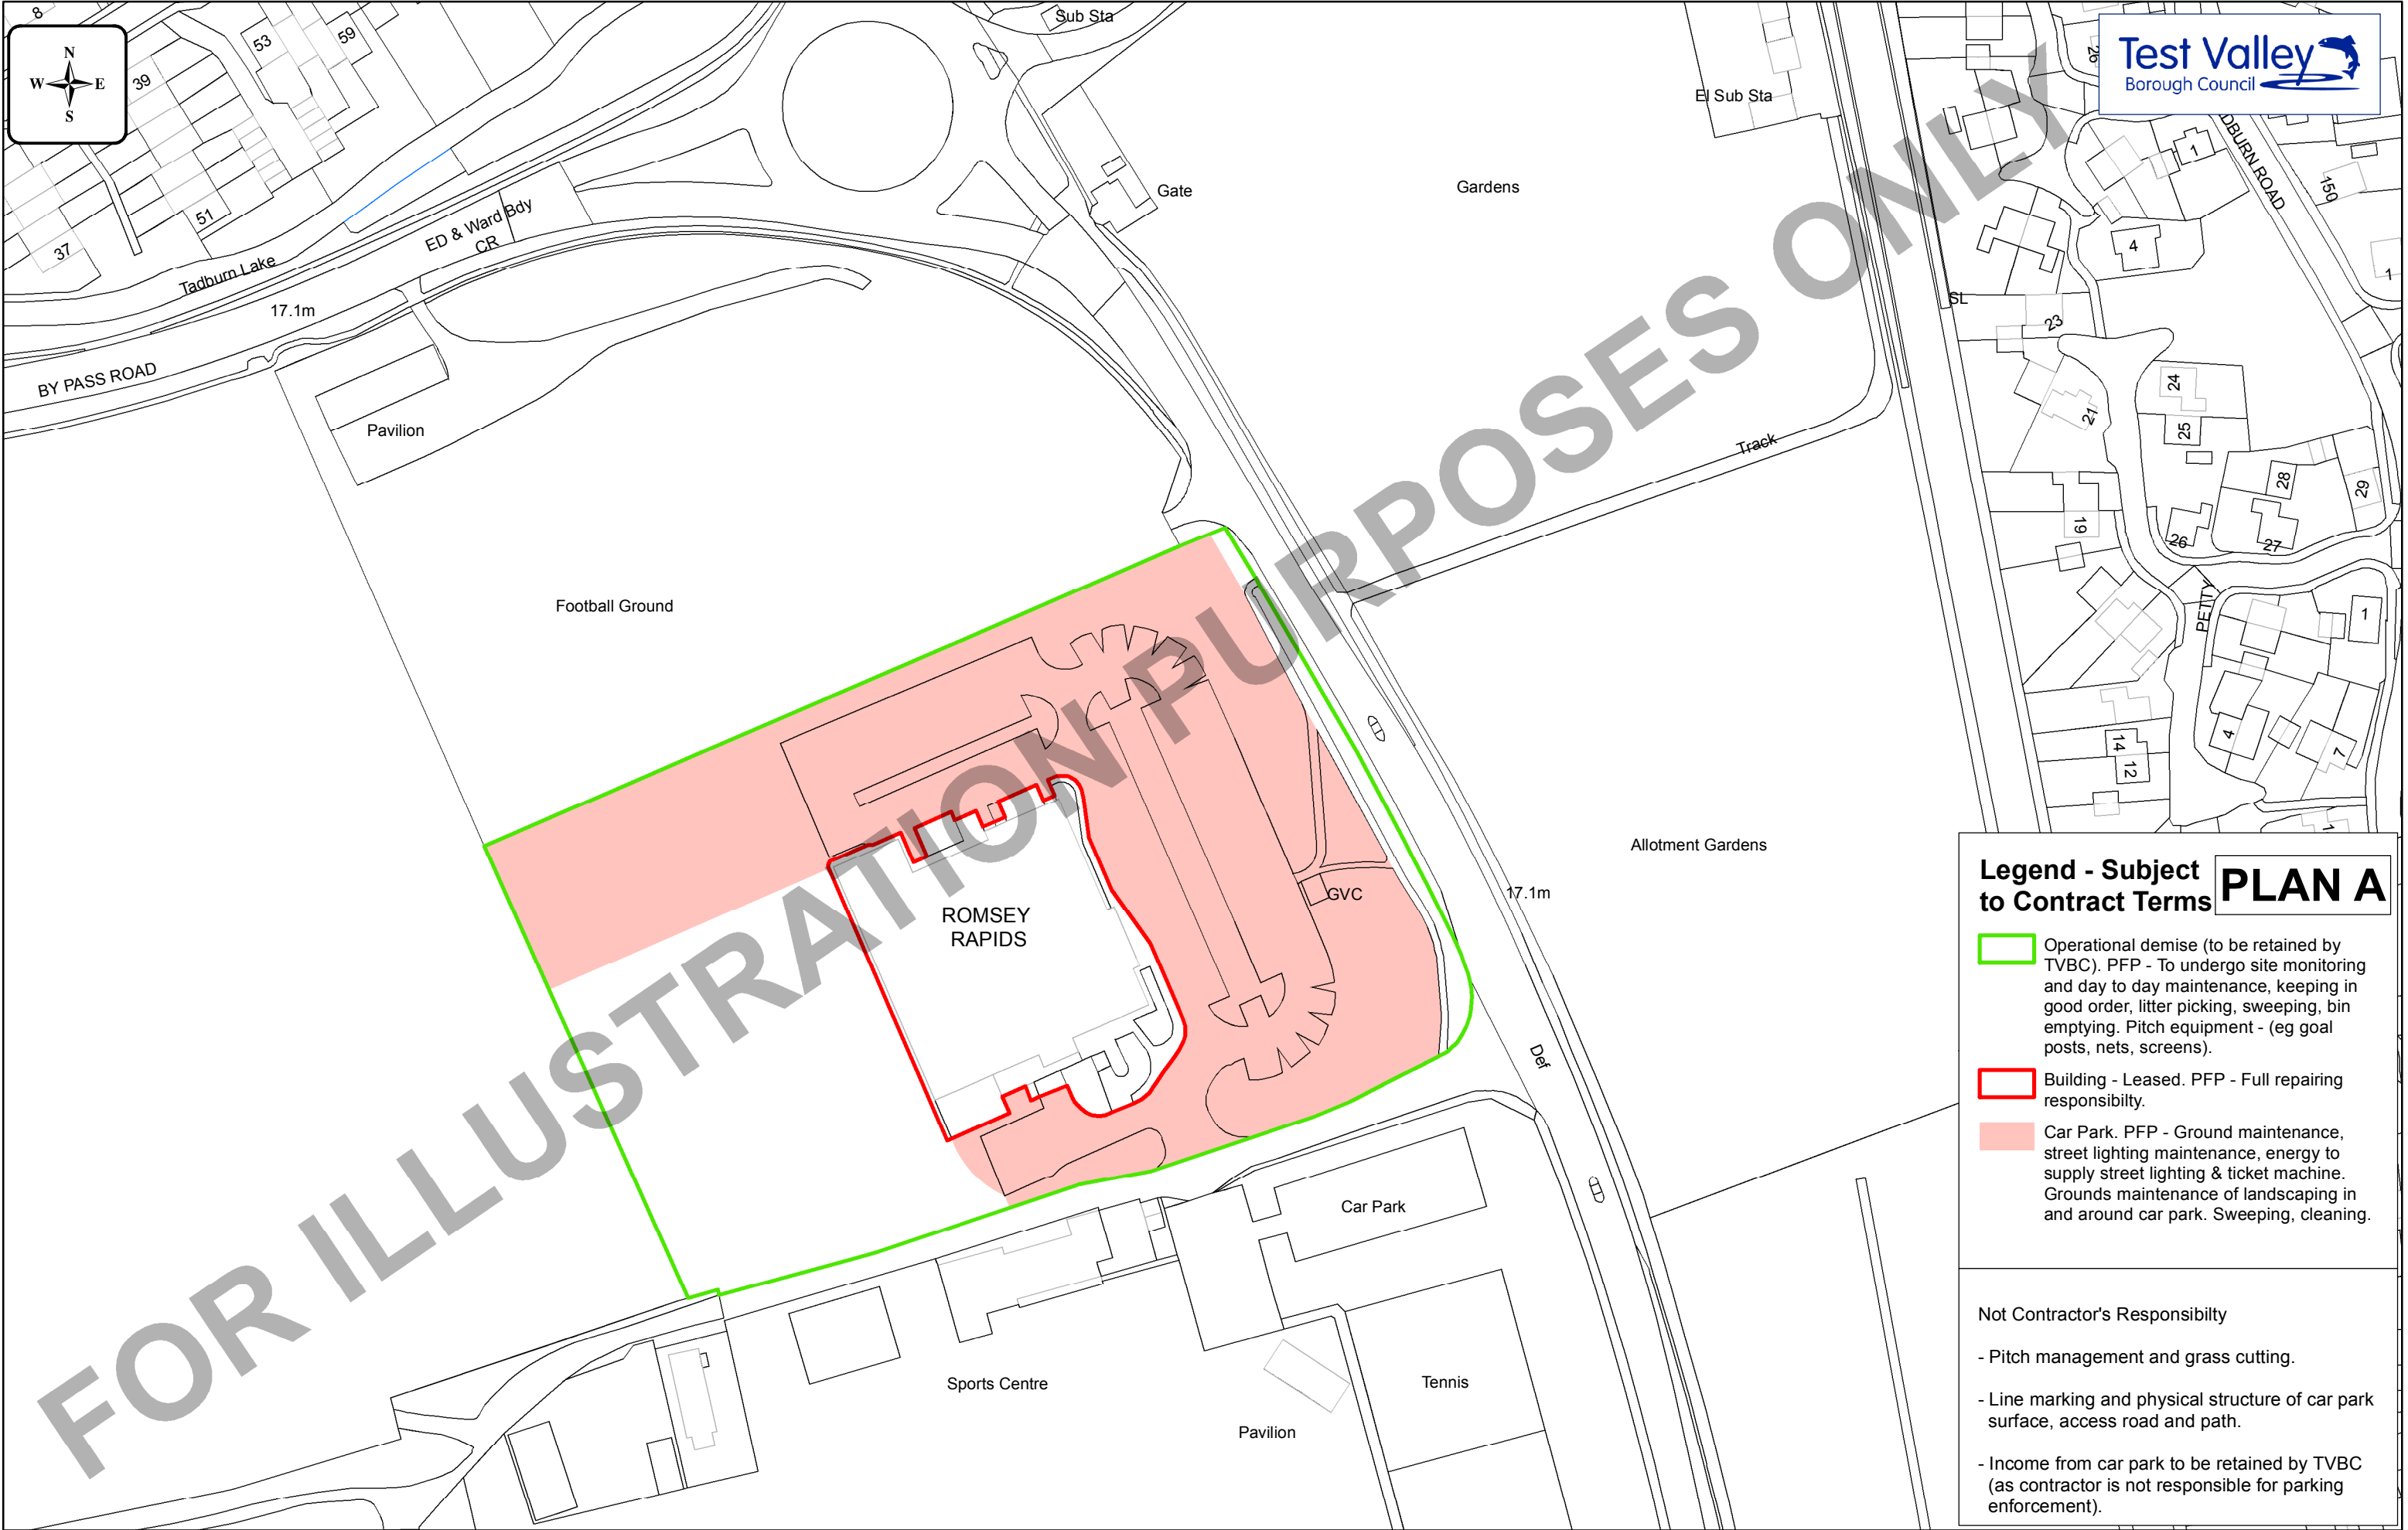 8
53
59
39
51
37
N
W E
S
Sub Sta
El Sub Sta
Test Valley
Borough Council
26
1
DBURN ROAD
150
4
1
Gate
Gardens
ED & Ward Bdy
CR
Tadburn Lake
17.1m
BY PASS ROAD
Pavilion
SL
23
24
21
25
Track
28
29
19
26
27
PETTY
1
Football Ground
4
7
14
12
1
Allotment Gardens
GVC
17.1m
ROMSEY
RAPIDS
Def
Car Park
Sports Centre
Tennis
Pavilion
FOR ILLUSTRATION PURPOSES ONLY
Legend - Subject
to Contract Terms
PLAN A
Operational demise (to be retained by
TVBC). PFP - To undergo site monitoring
and day to day maintenance, keeping in
good order, litter picking, sweeping, bin
emptying. Pitch equipment - (eg goal
posts, nets, screens).
Building - Leased. PFP - Full repairing
responsibilty.
Car Park. PFP - Ground maintenance,
street lighting maintenance, energy to
supply street lighting & ticket machine.
Grounds maintenance of landscaping in
and around car park. Sweeping, cleaning.
Not Contractor's Responsibilty
- Pitch management and grass cutting.
- Line marking and physical structure of car park
surface, access road and path.
- Income from car park to be retained by TVBC
(as contractor is not responsible for parking
enforcement).